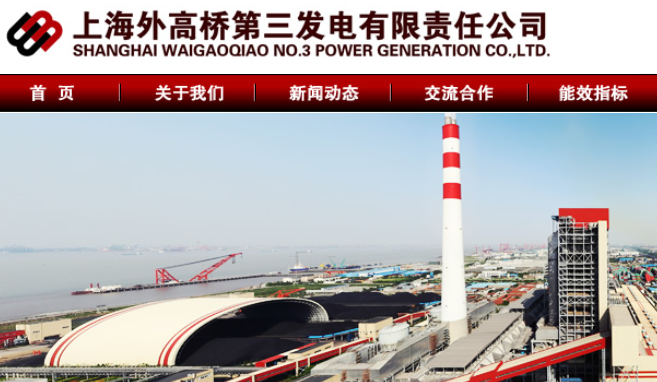 上海外高桥第三发电有限责任公司
SHANGHAI WAIGAOQIAO NO.3 POWER GENERATION CO.,LTD.
首 页 关于我们 新闻动态 交流合作 能效指标